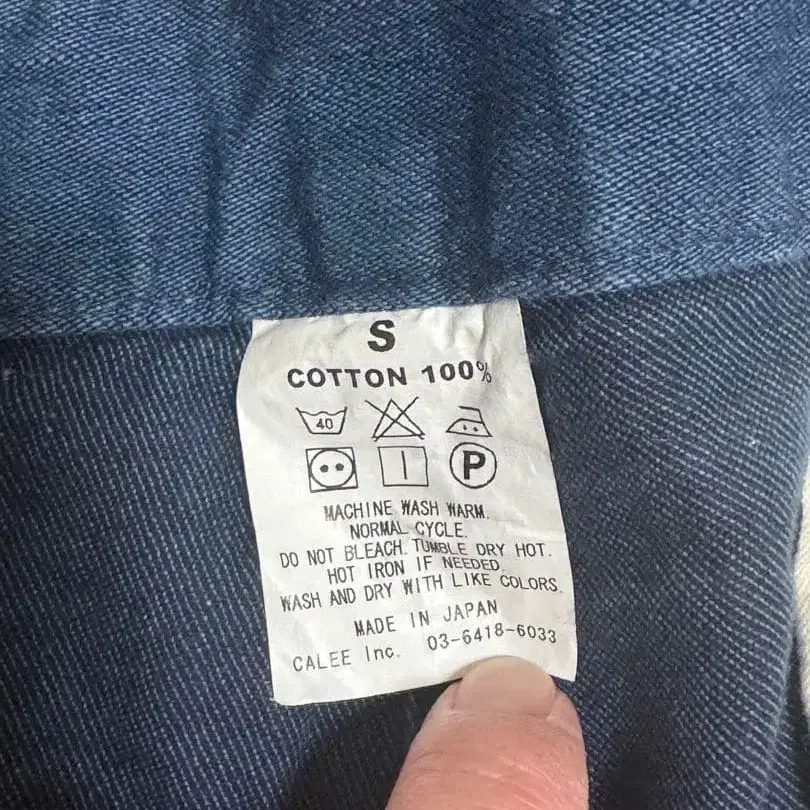 S
COTTON 100%
40
P
MACHINE WASH WARM.
NORMAL CYCLE.
DO NOT BLEACH. TUMBLE DRY HOT.
HOT IRON IF NEEDED.
WASH AND DRY WITH LIKE COLORS.
MADE IN JAPAN
CALEE Inc. 03-6418-6033